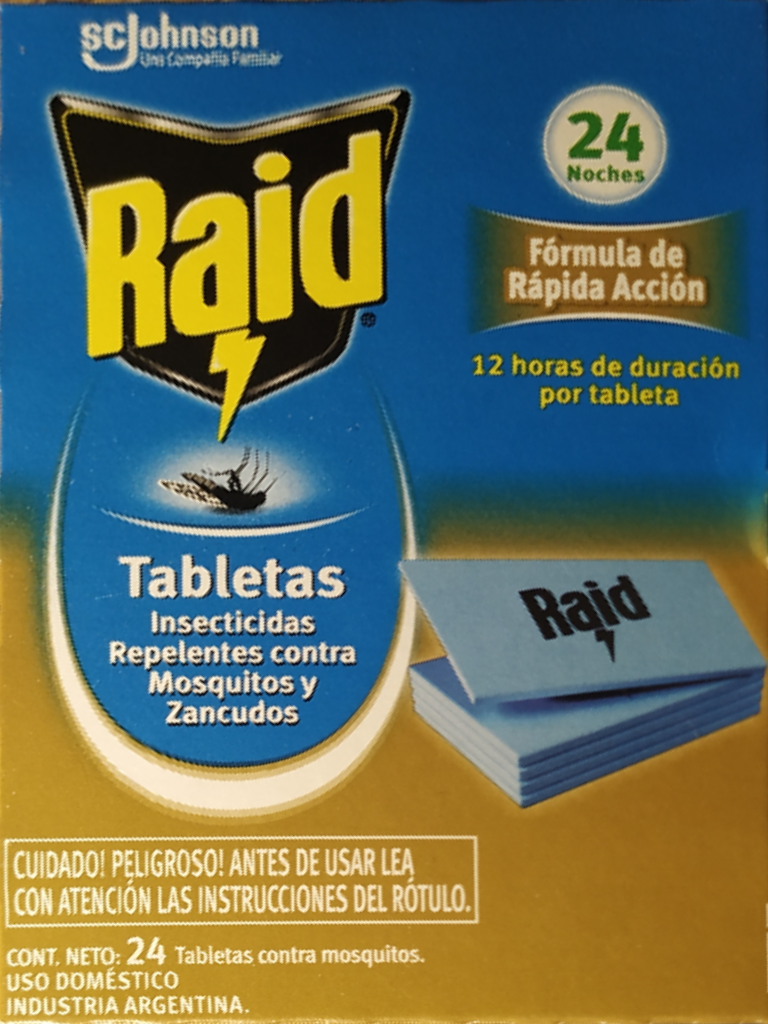 SCJohnson
Una Compañía Familiar
Raid®
24
Noches
Fórmula de
Rápida Acción
12 horas de duración
por tableta
Tabletas
Insecticidas
Repelentes contra
Mosquitos y
Zancudos
Raid
CUIDADO! PELIGROSO! ANTES DE USAR LEA
CON ATENCIÓN LAS INSTRUCCIONES DEL RÓTULO.
CONT. NETO: 24 Tabletas contra mosquitos.
USO DOMÉSTICO
INDUSTRIA ARGENTINA.